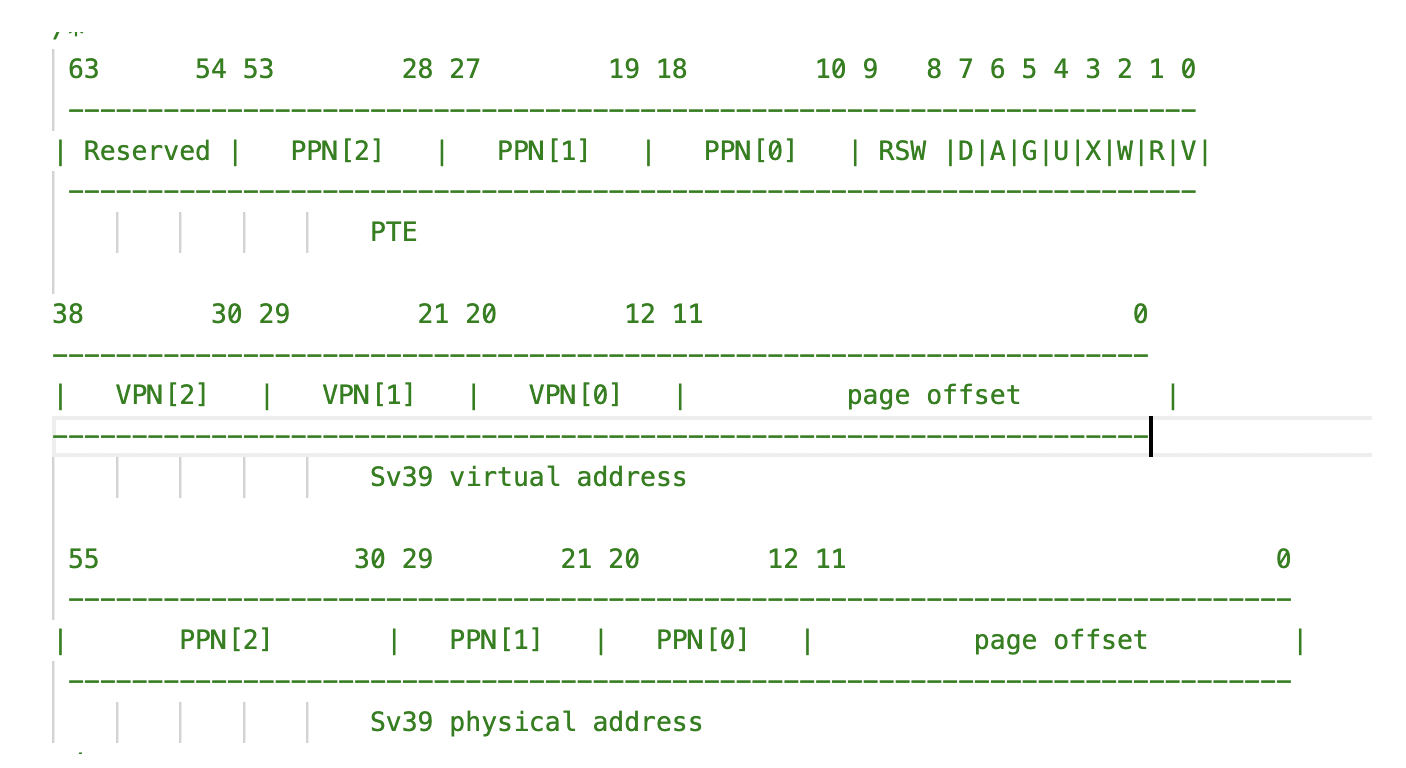 /*
63      54 53        28 27        19 18        10 9   8 7 6 5 4 3 2 1 0
-----------------------------------------------------------------------
| Reserved |   PPN[2]   |   PPN[1]   |   PPN[0]   | RSW |D|A|G|U|X|W|R|V|
-----------------------------------------------------------------------
PTE
38        30 29        21 20        12 11                           0
---------------------------------------------------------------------
|   VPN[2]   |   VPN[1]   |   VPN[0]   |          page offset         |
---------------------------------------------------------------------
Sv39 virtual address
55                30 29        21 20        12 11                           0
-----------------------------------------------------------------------------
|       PPN[2]       |   PPN[1]   |   PPN[0]   |          page offset         |
-----------------------------------------------------------------------------
Sv39 physical address